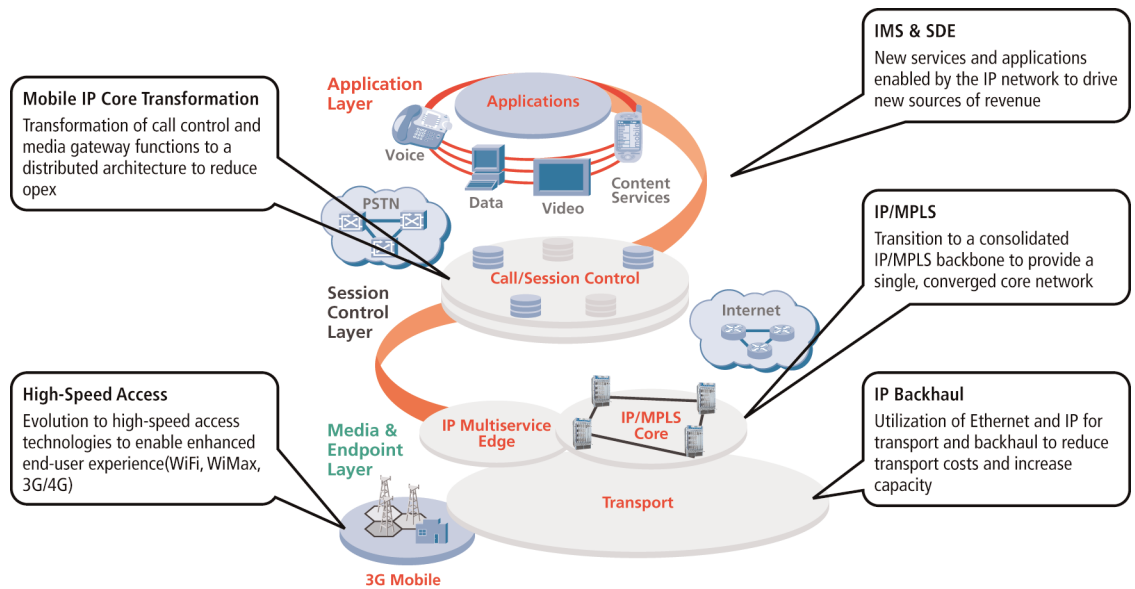 Mobile IP Core Transformation
Transformation of call control and
media gateway functions to a
distributed architecture to reduce
opex
High-Speed Access
Evolution to high-speed access
technologies to enable enhanced
end-user experience(WiFi, WiMax,
3G/4G)
Application
Layer
Applications
Voice
Data
Video
Content
Services
PSTN
Call/Session Control
Session
Control
Layer
Internet
IP Multiservice
Edge
IP/MPLS
Core
Media &
Endpoint
Layer
Transport
3G Mobile
IMS & SDE
New services and applications
enabled by the IP network to drive
new sources of revenue
IP/MPLS
Transition to a consolidated
IP/MPLS backbone to provide a
single, converged core network
IP Backhaul
Utilization of Ethernet and IP for
transport and backhaul to reduce
transport costs and increase
capacity